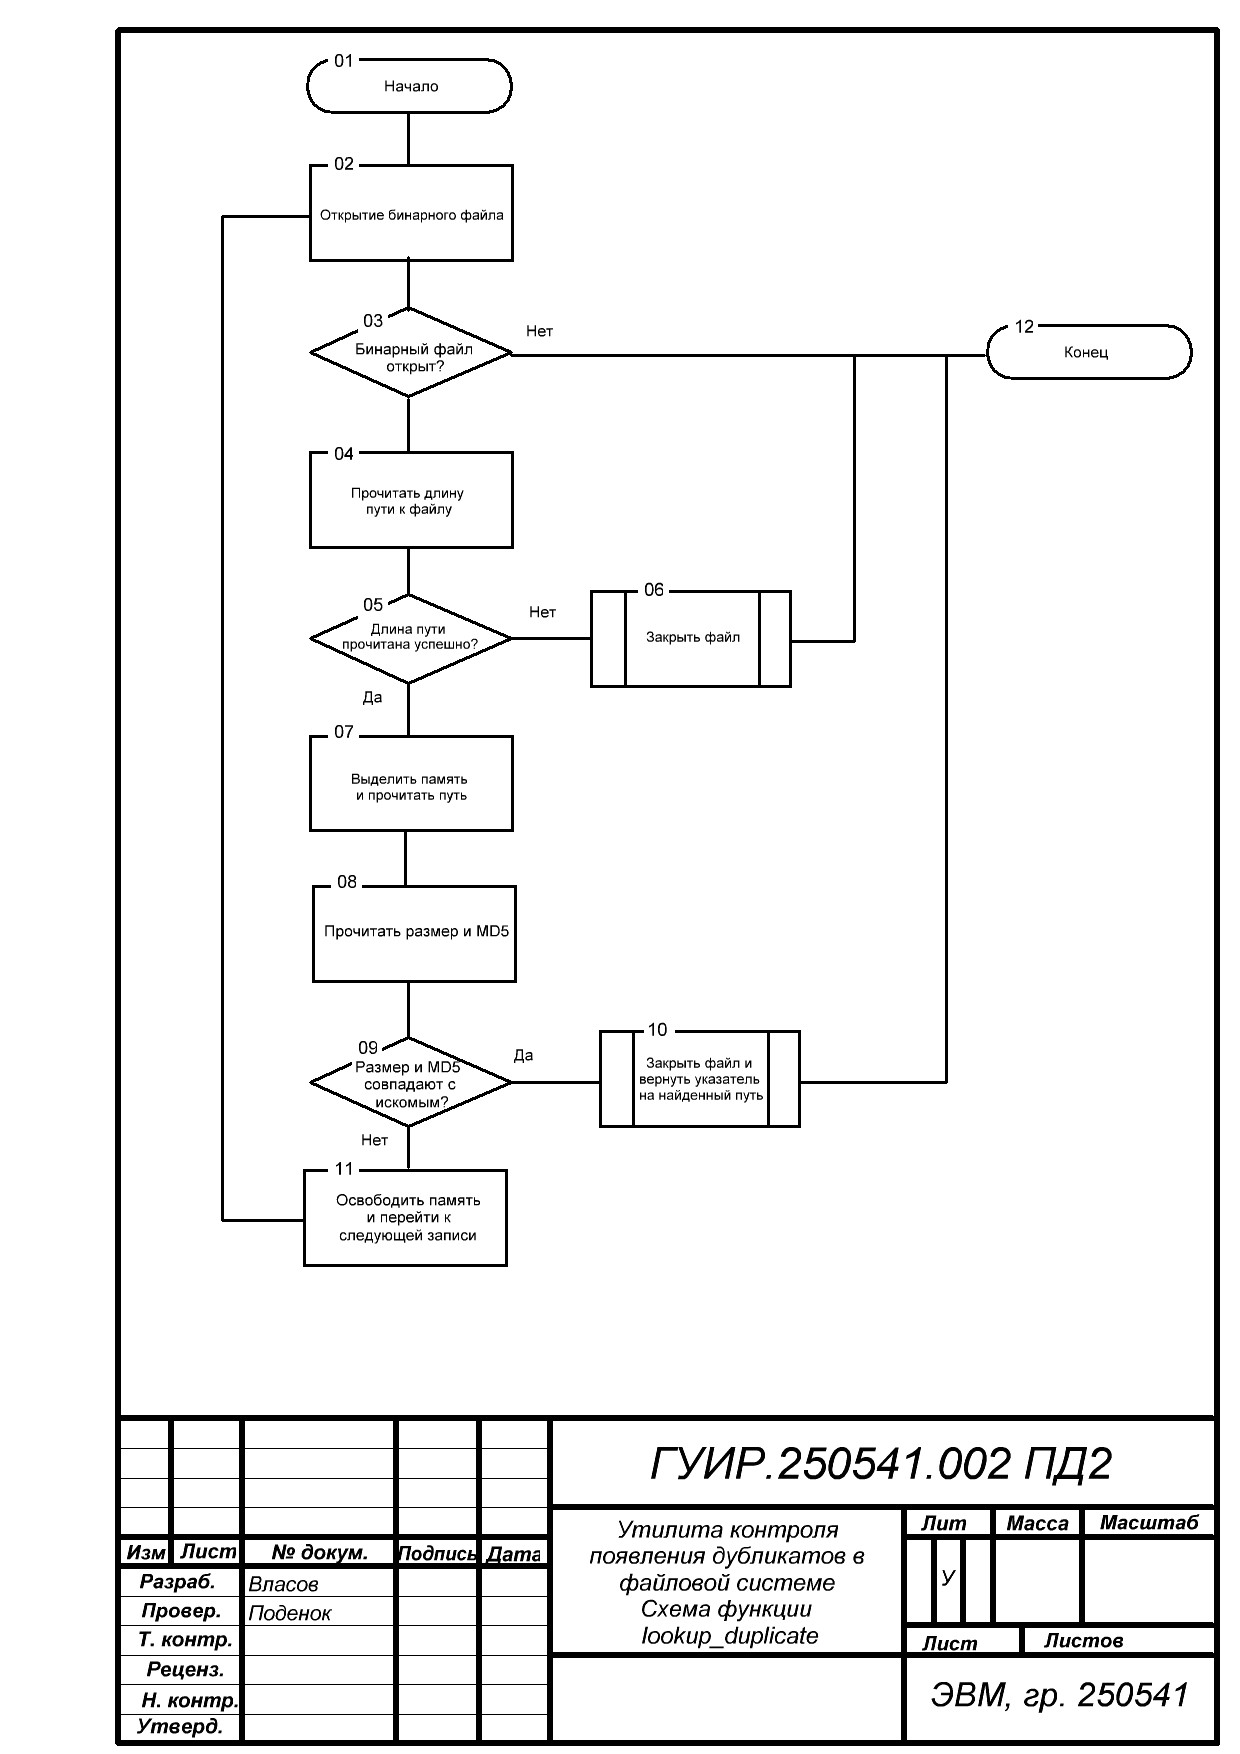 01
Начало
02
Открытие бинарного файла
03
Бинарный файл
открыт?
Нет
12
Конец
04
Прочитать длину
пути к файлу
05
Длина пути
прочитана успешно?
Нет
Да
06
Закрыть файл
07
Выделить память
и прочитать путь
08
Прочитать размер и MD5
09
Размер и MD5
совпадают с
искомым?
Да
Нет
10
Закрыть файл и
вернуть указатель
на найденный путь
11
Освободить память
и перейти к
следующей записи
ГУИР.250541.002 ПД2
Изм Лист № докум. Подпись Дата
Разраб. Власов
Провер. Поденок
Т. контр.
Реценз.
Н. контр.
Утверд.
Утилита контроля
появления дубликатов в
файловой системе
Схема функции
lookup_duplicate
Лит Масса Масштаб
У
Лист Листов
ЭВМ, гр. 250541